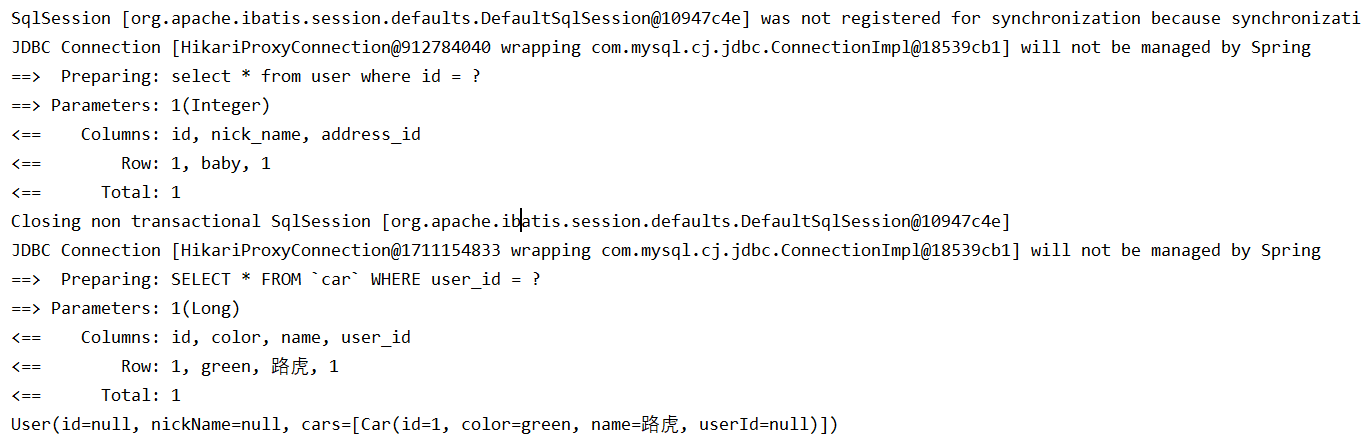 SqlSession [org.apache.ibatis.session.defaults.DefaultSqlSession@10947c4e] was not registered for synchronization because synchronizati
JDBC Connection [HikariProxyConnection@912784040 wrapping com.mysql.cj.jdbc.ConnectionImpl@18539cb1] will not be managed by Spring
==>  Preparing: select * from user where id = ?
==> Parameters: 1(Integer)
<==    Columns: id, nick_name, address_id
<==        Row: 1, baby, 1
<==      Total: 1
Closing non transactional SqlSession [org.apache.ibatis.session.defaults.DefaultSqlSession@10947c4e]
JDBC Connection [HikariProxyConnection@1711154833 wrapping com.mysql.cj.jdbc.ConnectionImpl@18539cb1] will not be managed by Spring
==>  Preparing: SELECT * FROM `car` WHERE user_id = ?
==> Parameters: 1(Long)
<==    Columns: id, color, name, user_id
<==        Row: 1, green, 路虎, 1
<==      Total: 1
User(id=null, nickName=null, cars=[Car(id=1, color=green, name=路虎, userId=null)])